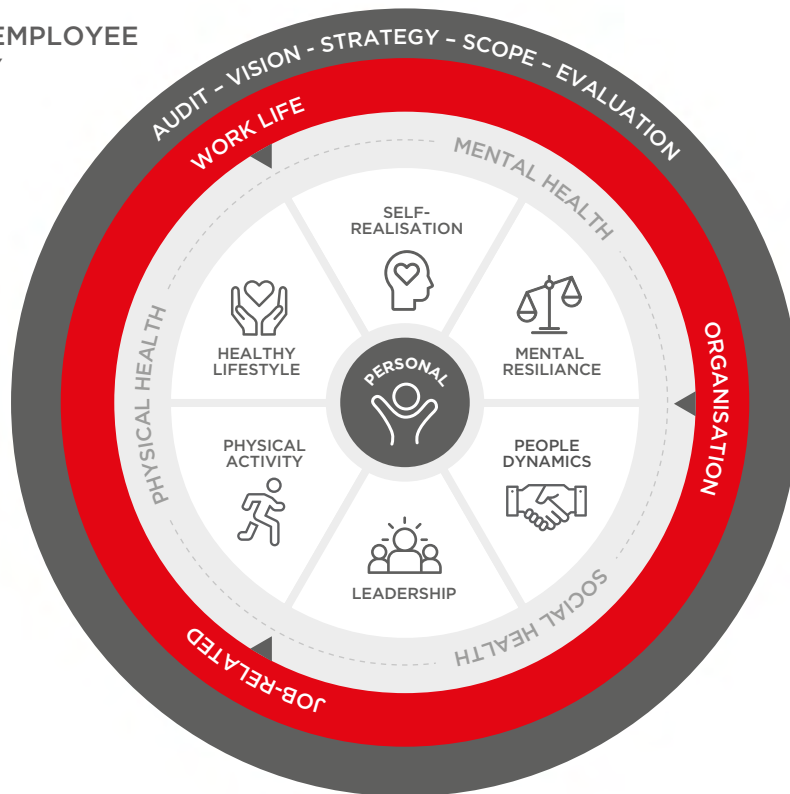 EMPLOYEE
AUDIT – VISION - STRATEGY – SCOPE – EVALUATION
WORK LIFE
ORGANISATION
JOB-RELATED
MENTAL HEALTH
PHYSICAL HEALTH
SOCIAL HEALTH
SELF-
REALISATION
HEALTHY
LIFESTYLE
MENTAL
RESILIANCE
PERSONAL
PHYSICAL
ACTIVITY
PEOPLE
DYNAMICS
LEADERSHIP